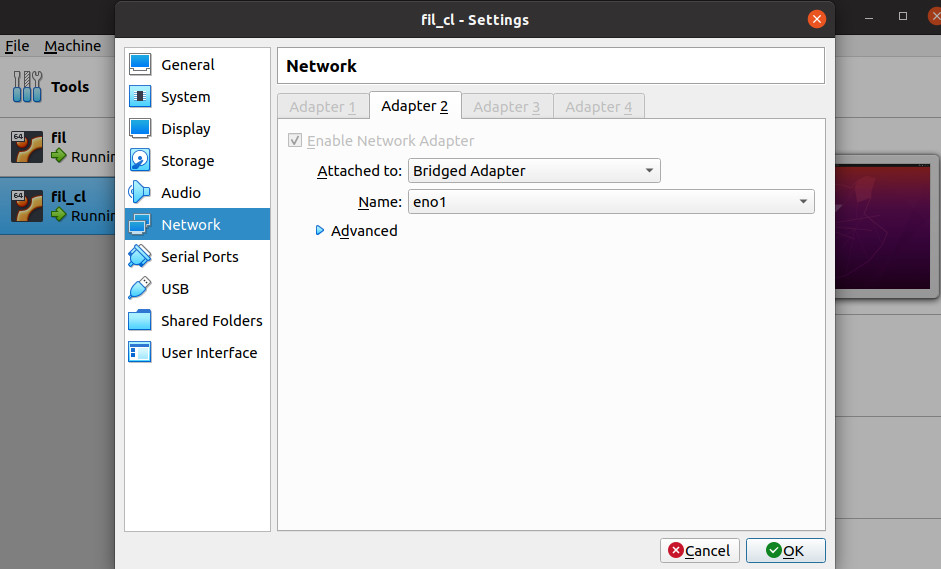 fil_cl - Settings
File Machine
Tools
64
fil
Runnin
64
fil_cl
Runnin
General
System
Display
Storage
Audio
Network
Serial Ports
USB
Shared Folders
User Interface
Network
Adapter 1 Adapter 2 Adapter 3 Adapter 4
Enable Network Adapter
Attached to: Bridged Adapter
Name: eno1
Advanced
Cancel OK